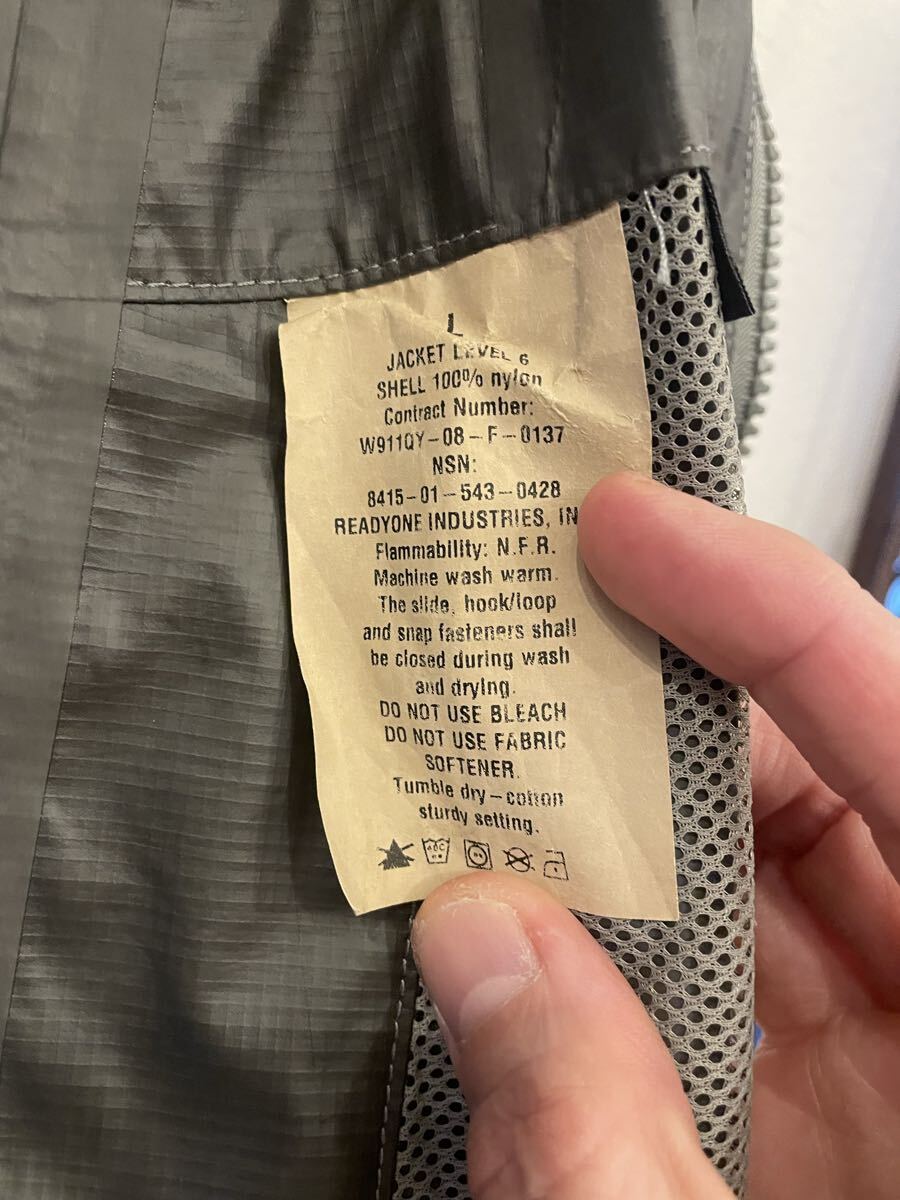 L
JACKET LEVEL 6
SHELL 100% nylon
Contract Number:
W911QY-08-F-0137
NSN:
8415-01-543-0428
READYONE INDUSTRIES, IN
Flammability: N.F.R.
Machine wash warm.
The slide, hook/loop
and snap fasteners shall
be closed during wash
and drying.
DO NOT USE BLEACH
DO NOT USE FABRIC
SOFTENER.
Tumble dry-cotton
sturdy setting.